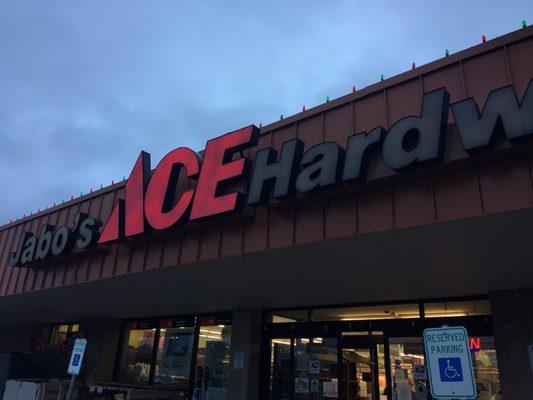 Jabo's ACE Hardw
RESERVED
PARKING